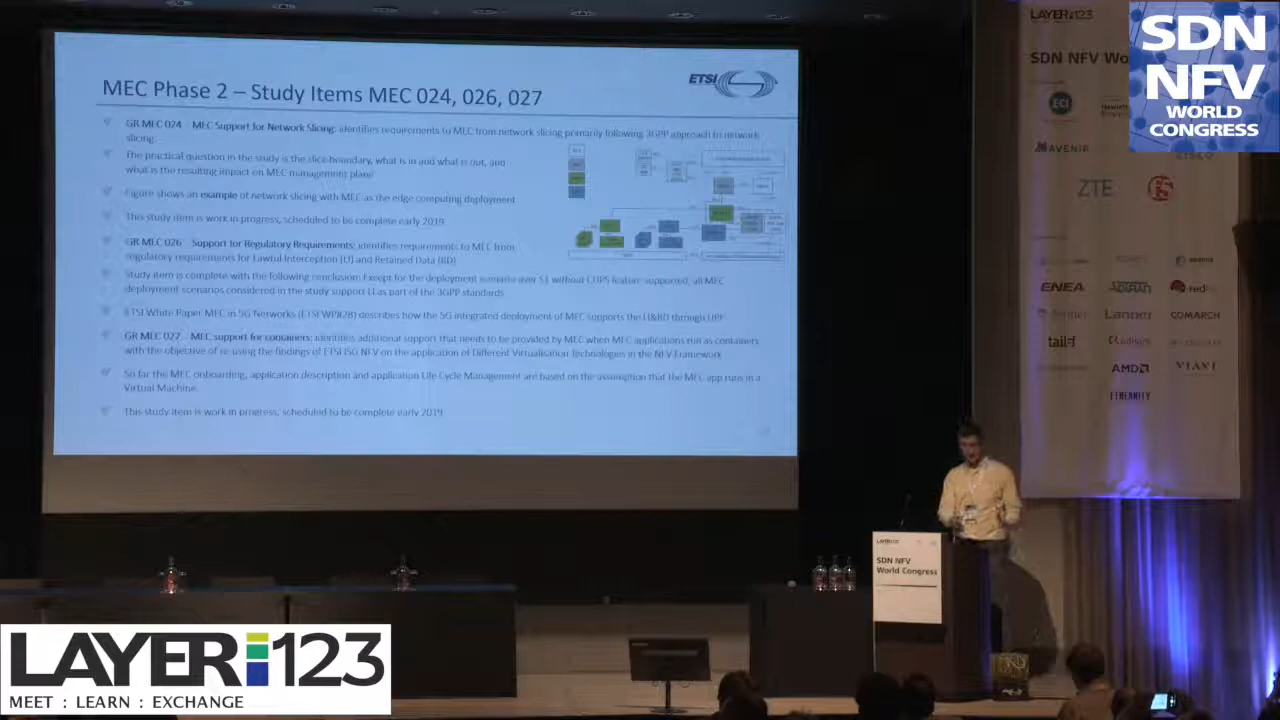 MEC Phase 2 – Study Items MEC 024, 026, 027
ETSI
GR MEC 024 – MEC Support for Network Slicing: identifies requirements to MEC from network slicing primarily following 3GPP approach to network
slicing.
The practical question in the study is the slice boundary, what is in and what is out, and
what is the resulting impact on MEC management plane
Figure shows an example of network slicing with MEC as the edge computing deployment
This study item is work in progress, scheduled to be complete early 2019
GR MEC 026 – Support for Regulatory Requirements: identifies requirements to MEC from
regulatory requirements for Lawful Interception (LI) and Retained Data (RD)
Study item is complete with the following conclusion: Except for the deployment scenario over S1 without CUPS feature supported, all MEC
deployment scenarios considered in the study support LI as part of the 3GPP standards
ETSI White Paper MEC in 5G Networks (ETSI WP#28) describes how the 5G integrated deployment of MEC supports the LI&RD through UPF
GR MEC 027 – MEC support for containers: identifies additional support that needs to be provided by MEC when MEC applications run as containers
with the objective of re-using the findings of ETSI ISG NFV on the application of Different Virtualisation Technologies in the NFV Framework
So far the MEC onboarding, application description and application Life Cycle Management are based on the assumption that the MEC app runs in a
Virtual Machine.
This study item is work in progress, scheduled to be complete early 2019
LAYER 123
SDN NFV Wo
ECI
MAVENIR
ZTE
ENEA
ADTRAN
red
Lanner
COMARCH
tail-f
Radisys
AMD
VIAVI
ETHERNITY
SDN
NFV
WORLD
CONGRESS
SDN NFV
World Congress
LAYER 123
MEET : LEARN : EXCHANGE